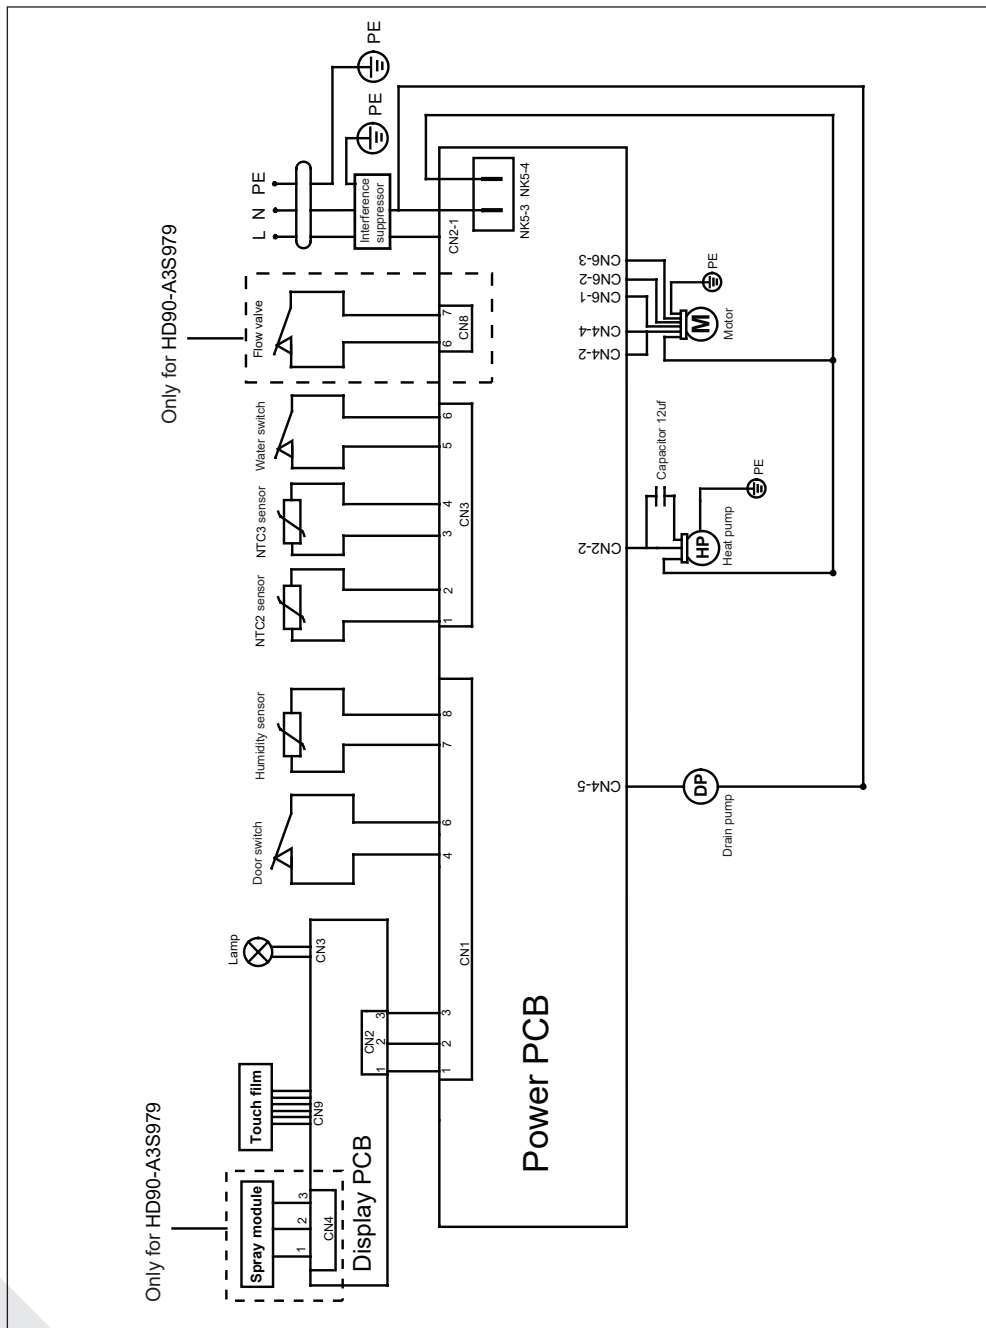 Only for HD90-A3S979
Spray module
1
2
3
CN4
Touch film
CN9
Lamp
CN3
Display PCB
CN2
1
2
3
Door switch
Humidity sensor
NTC2 sensor
NTC3 sensor
Water switch
Only for HD90-A3S979
Flow valve
L N PE
PE
PE
Interference
suppressor
CN2-1
NK5-3 NK5-4
1
2
3
4
6
7
8
CN1
1
2
3
4
5
6
CN3
6
7
CN8
Power PCB
CN4-5
CN2-2
CN4-2
CN4-4
CN6-1
CN6-2
CN6-3
DP
Drain pump
HP
Heat pump
Capacitor 12uf
PE
M
Motor
PE